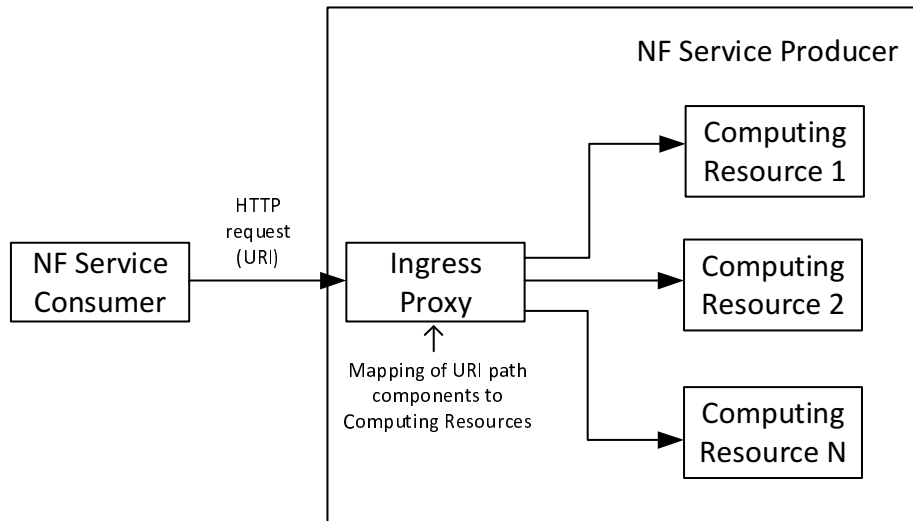 NF Service Producer
Computing
Resource 1
HTTP
request
(URI)
NF Service
Consumer
Ingress
Proxy
Computing
Resource 2
Mapping of URI path
components to
Computing Resources
Computing
Resource N